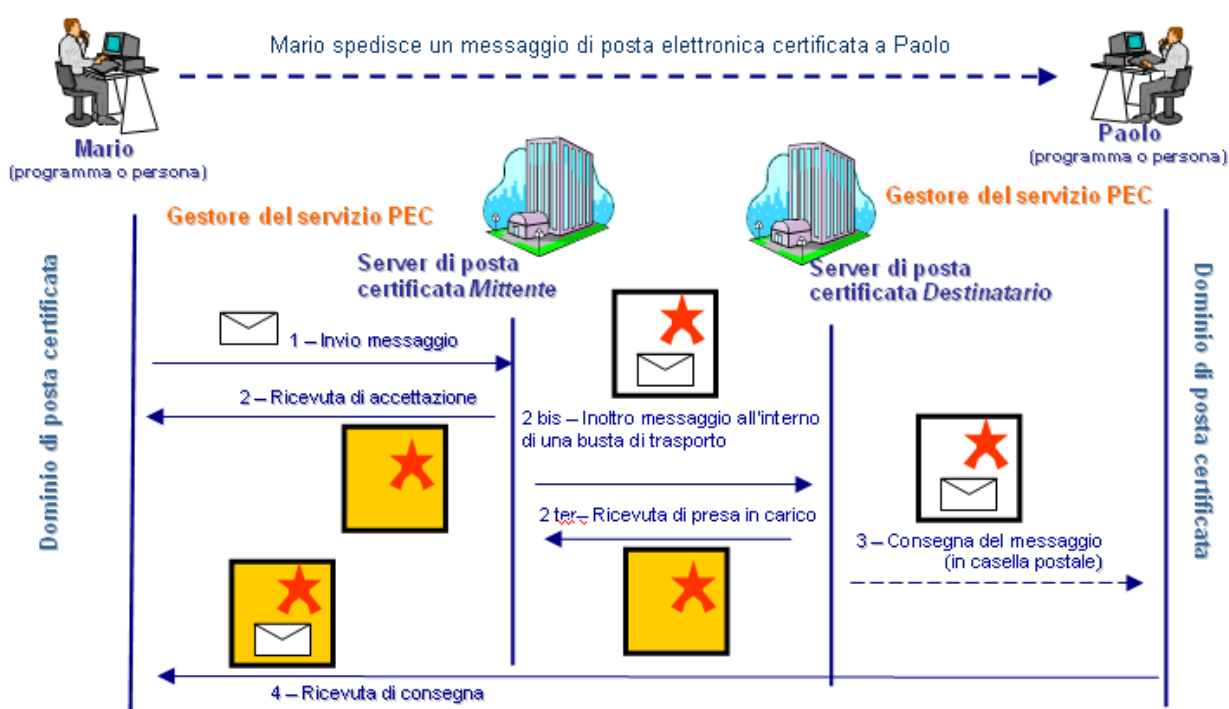 Mario spedisce un messaggio di posta elettronica certificata a Paolo
Mario
(programma o persona)
Paolo
(programma o persona)
Gestore del servizio PEC
Gestore del servizio PEC
Server di posta
certificata Mittente
Server di posta
certificata Destinatario
Dominio di posta certificata
Dominio di posta certificata
1 – Invio messaggio
2 – Ricevuta di accettazione
2 bis – Inoltro messaggio all'interno
di una busta di trasporto
2 ter– Ricevuta di presa in carico
3 – Consegna del messaggio
(in casella postale)
4 – Ricevuta di consegna